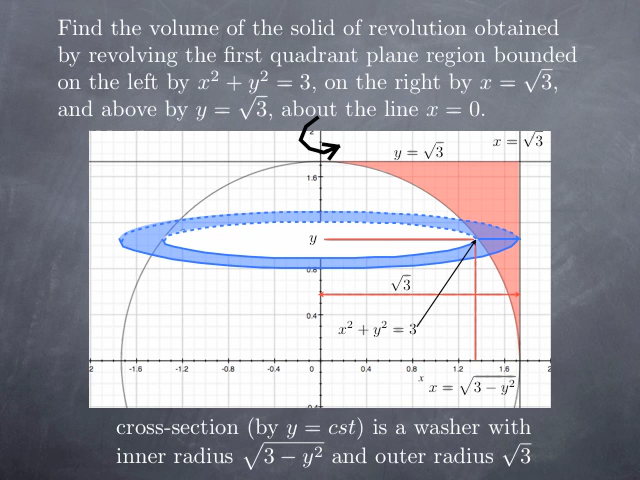 Find the volume of the solid of revolution obtained
by revolving the first quadrant plane region bounded
on the left by x² + y² = 3, on the right by x = √3,
and above by y = √3, about the line x = 0.
2
x = √3
y = √3
1.6
y
0.8
√3
0.4
x² + y² = 3
2 -1.6 -1.2 -0.8 -0.4 0 0.4 0.8 1.2 1.6 2
x
x = √(3 − y²)
0.4
cross-section (by y = cst) is a washer with
inner radius √(3 − y²) and outer radius √3